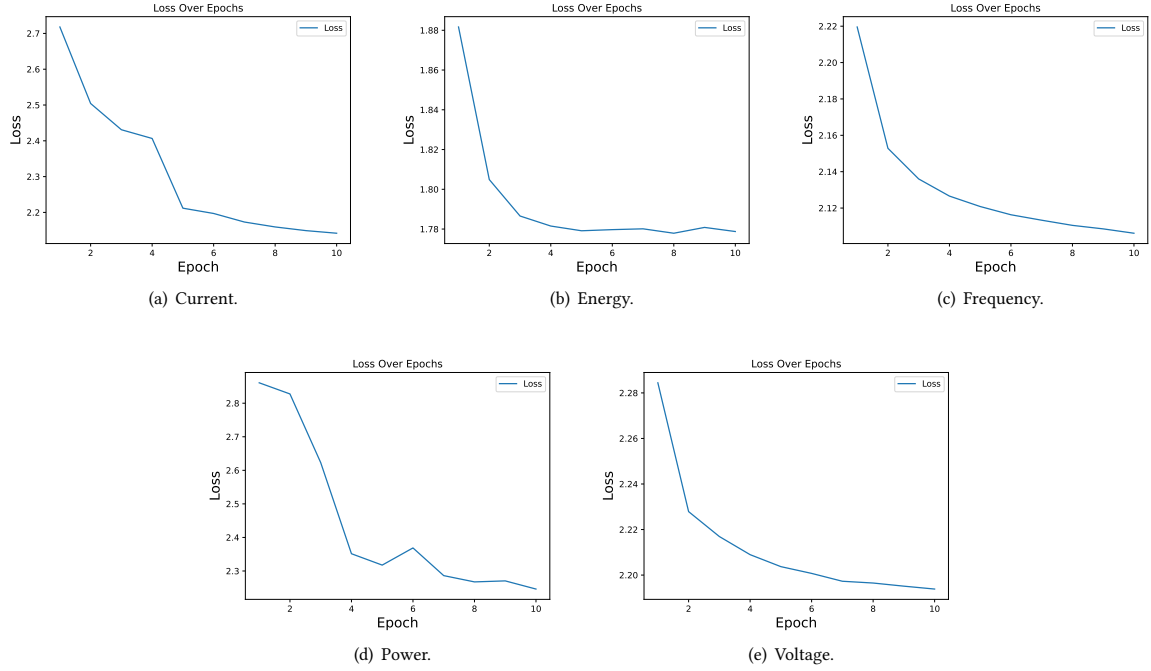 Loss Over Epochs
Loss
2.7
2.6
2.5
2.4
2.3
2.2
Loss
2 4 6 8 10
Epoch
(a) Current.
Loss Over Epochs
Loss
1.88
1.86
1.84
1.82
1.80
1.78
Loss
2 4 6 8 10
Epoch
(b) Energy.
Loss Over Epochs
Loss
2.22
2.20
2.18
2.16
2.14
2.12
Loss
2 4 6 8 10
Epoch
(c) Frequency.
Loss Over Epochs
Loss
2.8
2.7
2.6
2.5
2.4
2.3
Loss
2 4 6 8 10
Epoch
(d) Power.
Loss Over Epochs
Loss
2.28
2.26
2.24
2.22
2.20
Loss
2 4 6 8 10
Epoch
(e) Voltage.